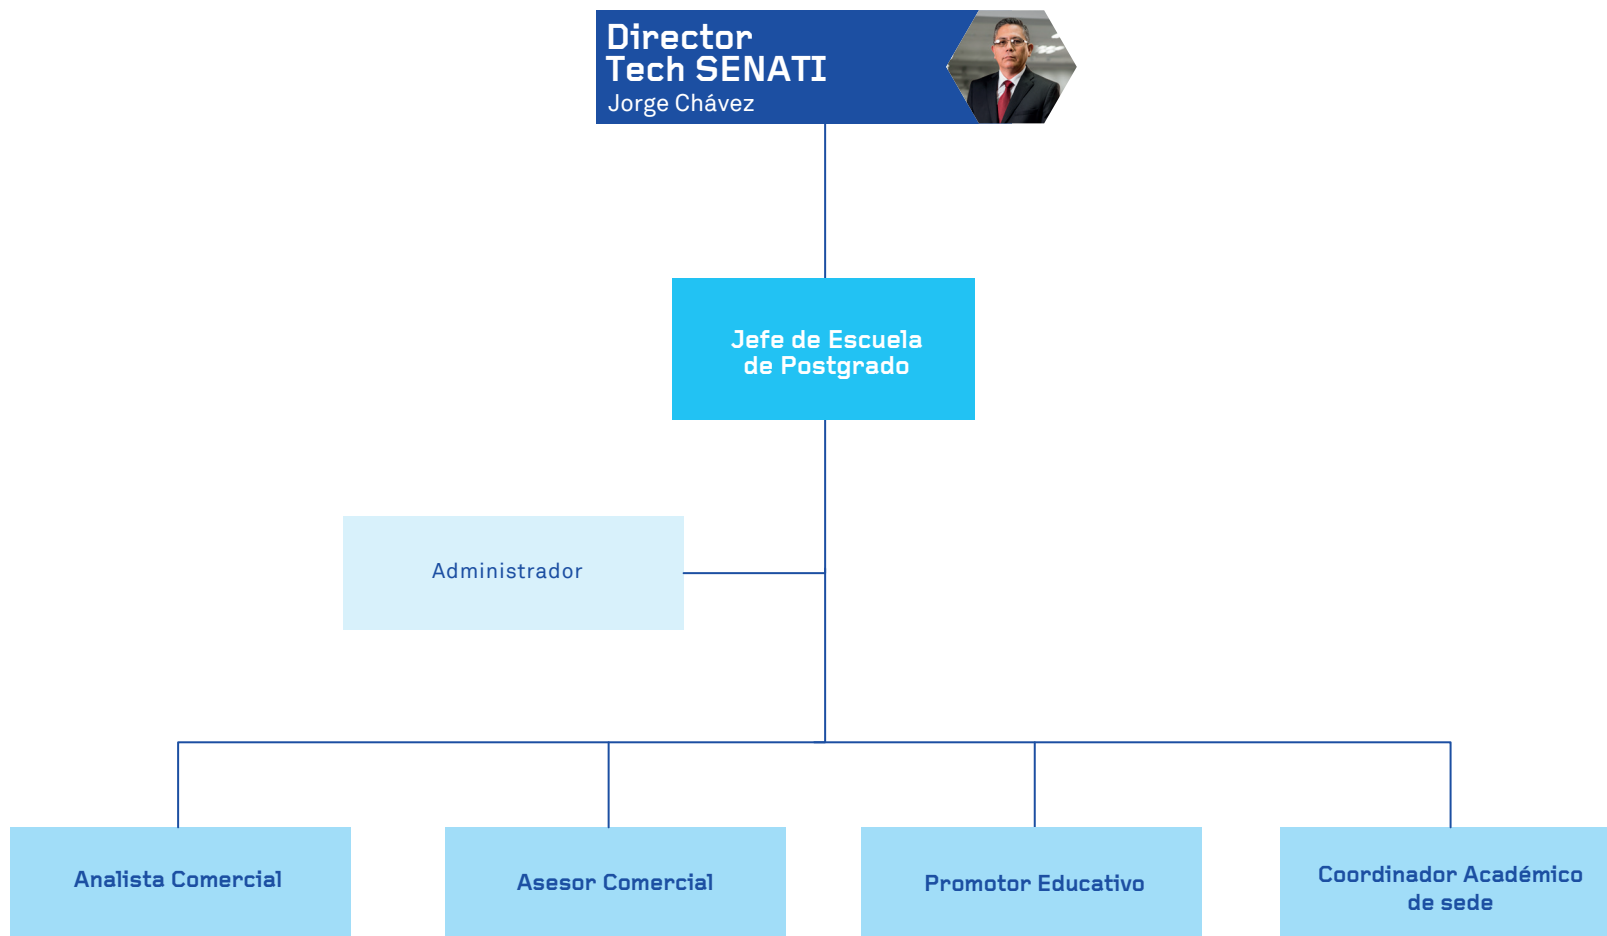 Director
Tech SENATI
Jorge Chávez
Jefe de Escuela
de Postgrado
Administrador
Analista Comercial
Asesor Comercial
Promotor Educativo
Coordinador Académico
de sede